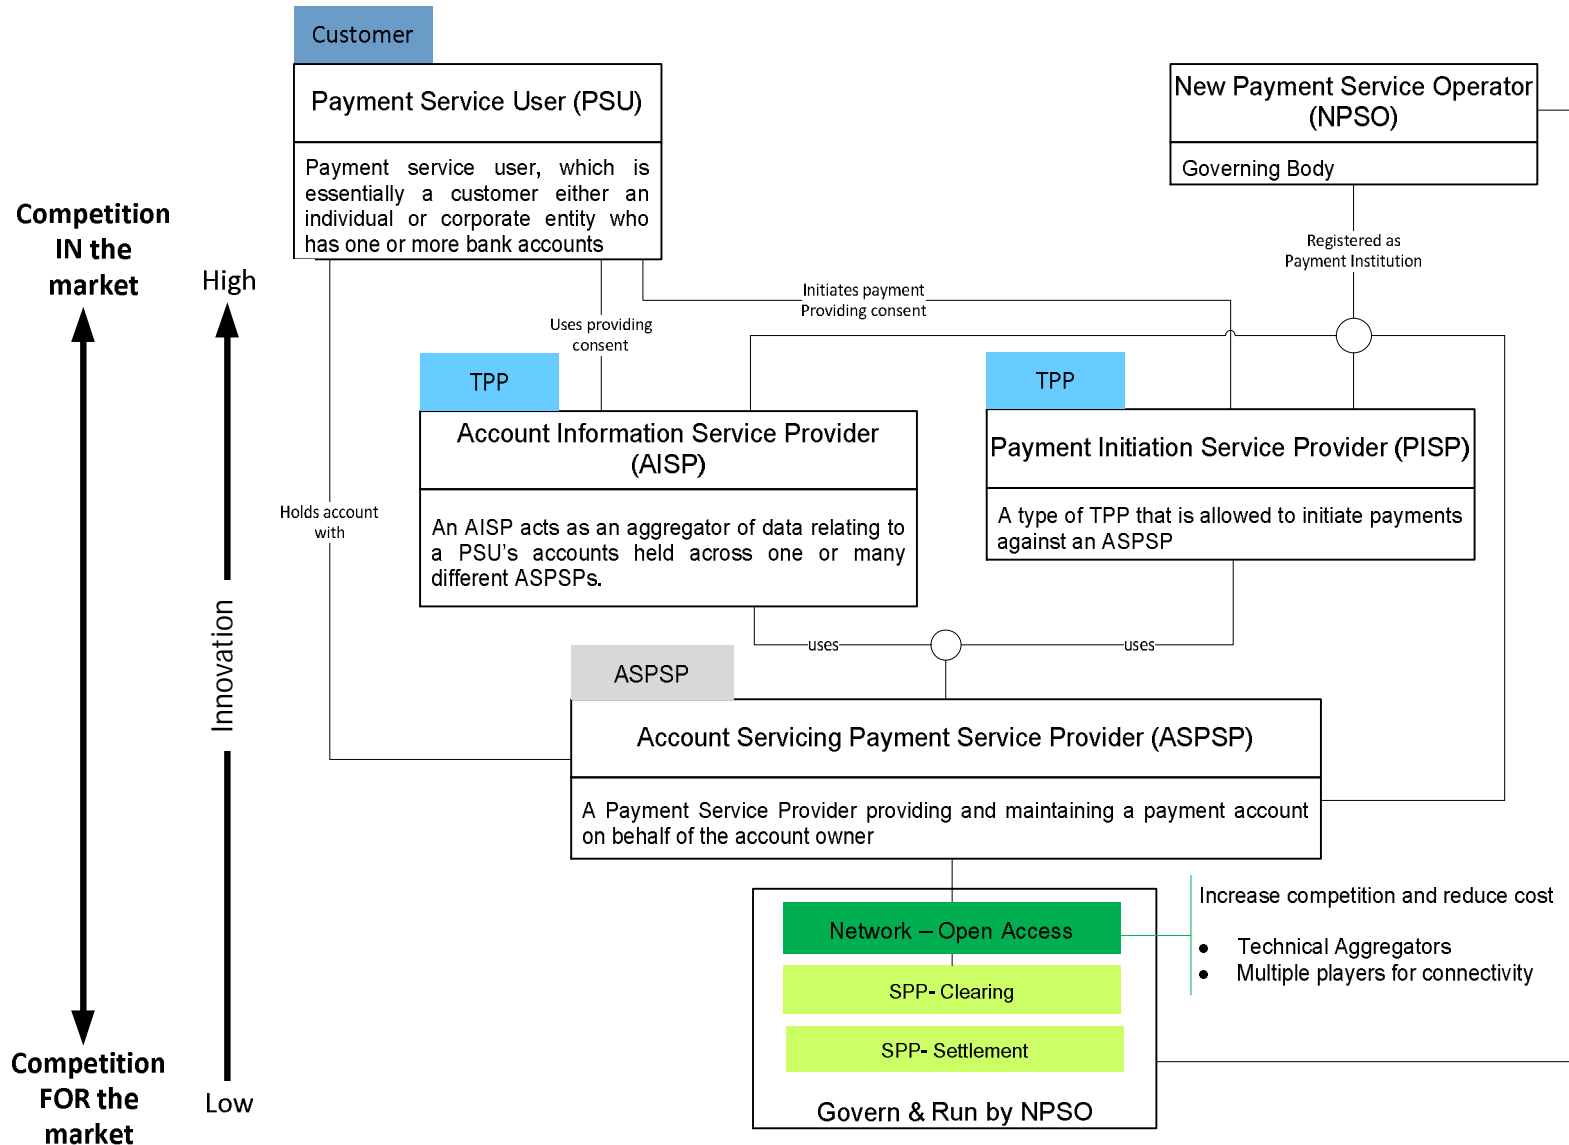 Customer
Payment Service User (PSU)
Payment service user, which is
essentially a customer either an
individual or corporate entity who
has one or more bank accounts
New Payment Service Operator
(NPSO)
Governing Body
Competition
IN the
market
High
Innovation
Low
Competition
FOR the
market
Registered as
Payment Institution
Initiates payment
Providing consent
Uses providing
consent
Holds account
with
TPP
Account Information Service Provider
(AISP)
An AISP acts as an aggregator of data relating to
a PSU's accounts held across one or many
different ASPSPs.
TPP
Payment Initiation Service Provider (PISP)
A type of TPP that is allowed to initiate payments
against an ASPSP
uses
uses
ASPSP
Account Servicing Payment Service Provider (ASPSP)
A Payment Service Provider providing and maintaining a payment account
on behalf of the account owner
Network – Open Access
SPP- Clearing
SPP- Settlement
Govern & Run by NPSO
Increase competition and reduce cost
● Technical Aggregators
● Multiple players for connectivity